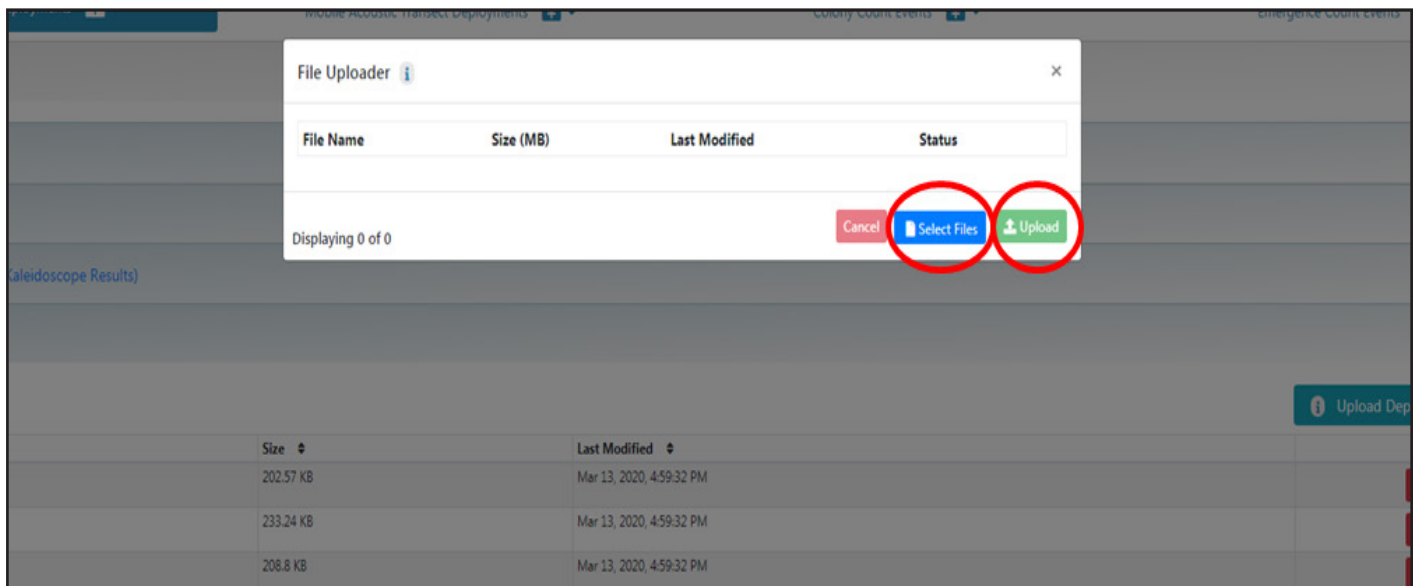 Mobile Acoustic Transect Deployments
Colony Count Events
Emergence Count Events
File Uploader i
×
File Name Size (MB) Last Modified Status
Cancel Select Files Upload
Displaying 0 of 0
Kaleidoscope Results)
i Upload Dep
Size Last Modified
202.57 KB Mar 13, 2020, 4:59:32 PM
233.24 KB Mar 13, 2020, 4:59:32 PM
208.8 KB Mar 13, 2020, 4:59:32 PM